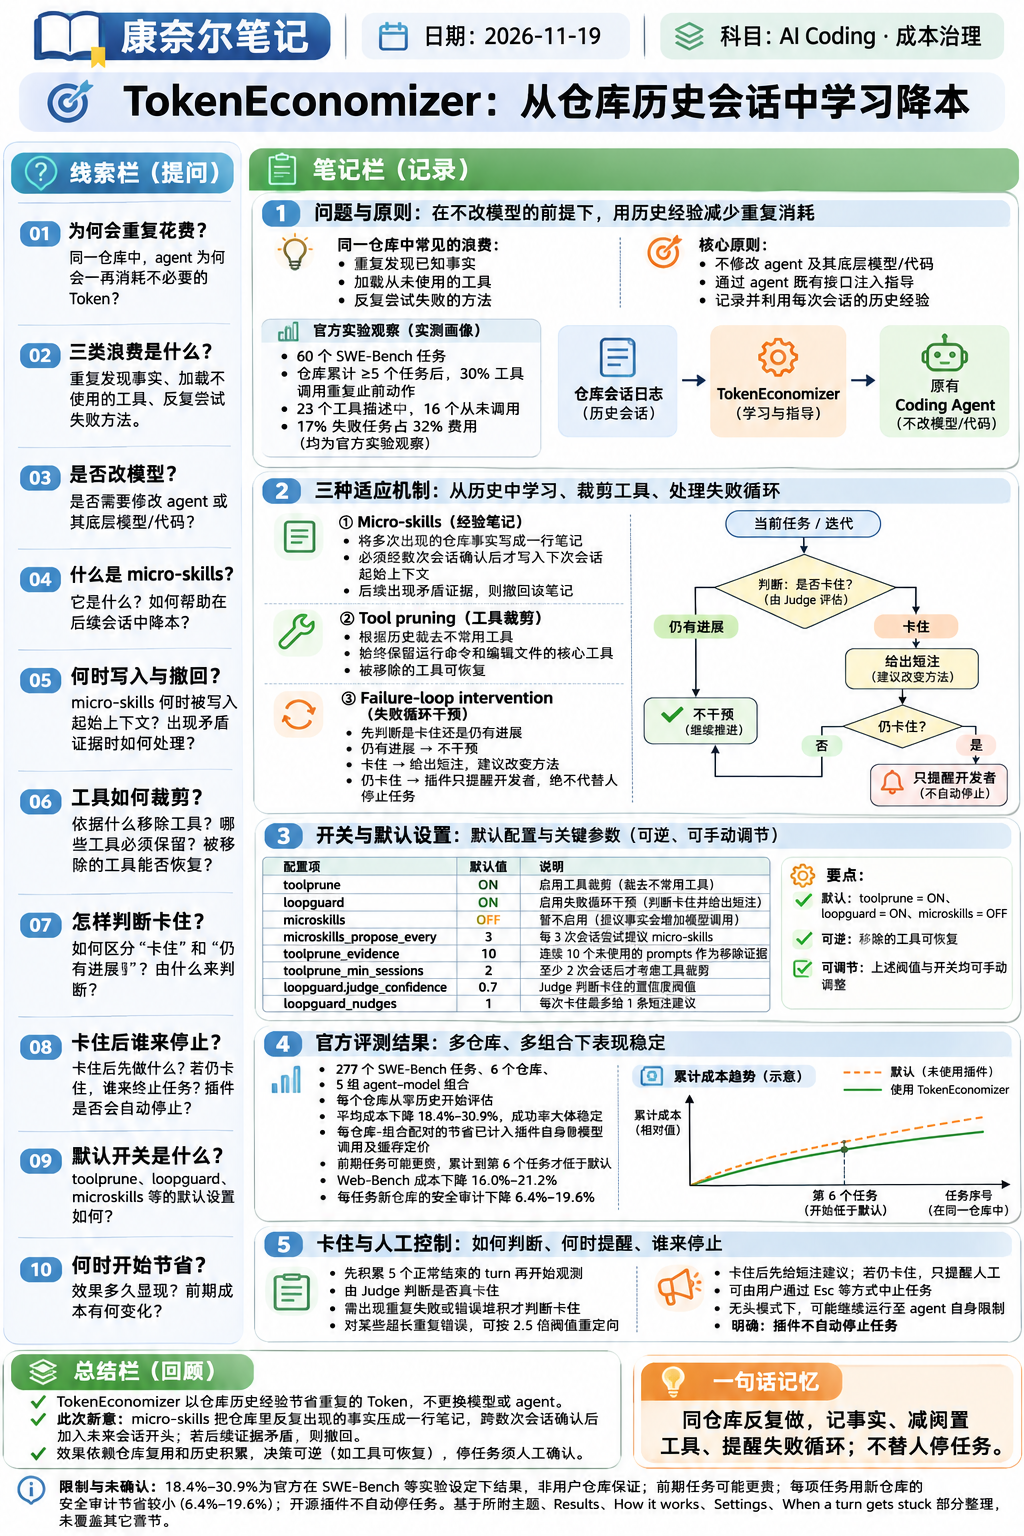 康奈尔笔记
日期：2026-11-19
科目：AI Coding · 成本治理
TokenEconomizer：从仓库历史会话中学习降本
线索栏（提问）
01 为何会重复花费？
同一仓库中，agent 为何
会一再消耗不必要的
Token？
02 三类浪费是什么？
重复发现事实、加载不
使用的工具、反复尝试
失败方法。
03 是否改模型？
是否需要修改 agent 或
其底层模型/代码？
04 什么是 micro-skills？
它是什么？如何帮助在
后续会话中降本？
05 何时写入与撤回？
micro-skills 何时被写入
起始上下文？出现矛盾
证据时如何处理？
06 工具如何裁剪？
依据什么移除工具？哪
些工具必须保留？被移
除的工具能否恢复？
07 怎样判断卡住？
如何区分“卡住”和“仍
有进展”？由什么来判
断？
08 卡住后谁来停止？
卡住后先做什么？若仍卡
住，谁来终止任务？插件
是否会自动停止？
09 默认开关是什么？
toolprune、loopguard、
microskills 等的默认设置
如何？
10 何时开始节省？
效果多久显现？前期成
本有何变化？
笔记栏（记录）
1 问题与原则：在不改模型的前提下，用历史经验减少重复消耗
同一仓库中常见的浪费：
• 重复发现已知事实
• 加载从未使用的工具
• 反复尝试失败的方法
核心原则：
• 不修改 agent 及其底层模型/代码
• 通过 agent 既有接口注入指导
• 记录并利用每次会话的历史经验
官方实验观察（实测画像）
• 60 个 SWE-Bench 任务
• 仓库累计 ≥5 个任务后，30% 工具
调用重复止前动作
• 23 个工具描述中，16 个从未调用
• 17% 失败任务占 32% 费用
（均为官方实验观察）
仓库会话日志
（历史会话）
TokenEconomizer
（学习与指导）
原有
Coding Agent
（不改模型/代码）
2 三种适应机制：从历史中学习、裁剪工具、处理失败循环
① Micro-skills（经验笔记）
• 将多次出现的仓库事实写成一行笔记
• 必须经数次会话确认后才写入下次会话
起始上下文
• 后续出现矛盾证据，则撤回该笔记
② Tool pruning（工具裁剪）
• 根据历史裁去不常用工具
• 始终保留运行命令和编辑文件的核心工具
• 被移除的工具可恢复
③ Failure-loop intervention
（失败循环干预）
• 先判断是卡住还是仍有进展
• 仍有进展 → 不干预
• 卡住 → 给出短注，建议改变方法
• 仍卡住 → 插件只提醒开发者，绝不代替人
停止任务
当前任务 / 迭代
判断：是否卡住？
（由 Judge 评估）
仍有进展
卡住
给出短注
（建议改变方法）
不干预
（继续推进）
仍卡住？
否
是
只提醒开发者
（不自动停止）
3 开关与默认设置：默认配置与关键参数（可逆、可手动调节）
配置项 默认值 说明
toolprune ON 启用工具裁剪（裁去不常用工具）
loopguard ON 启用失败循环干预（判断卡住并给出短注）
microskills OFF 暂不启用（提议事实会增加模型调用）
microskills_propose_every 3 每 3 次会话尝试提议 micro-skills
toolprune_evidence 10 连续 10 个未使用的 prompts 作为移除证据
toolprune_min_sessions 2 至少 2 次会话后才考虑工具裁剪
loopguard.judge_confidence 0.7 Judge 判断卡住的置信度阀值
loopguard_nudges 1 每次卡住最多给 1 条短注建议
要点：
默认：toolprune = ON、
loopguard = ON、microskills = OFF
可逆：移除的工具可恢复
可调节：上述阀值与开关均可手动
调整
4 官方评测结果：多仓库、多组合下表现稳定
• 277 个 SWE-Bench 任务、6 个仓库、
• 5 组 agent-model 组合
• 每个仓库从零历史开始评估
• 平均成本下降 18.4%–30.9%，成功率大体稳定
• 每仓库-组合配对的节省已计入插件自身模型
调用及缓存定价
• 前期任务可能更贵，累计到第 6 个任务才低于默认
• Web-Bench 成本下降 16.0%–21.2%
• 每任务新仓库的安全审计下降 6.4%–19.6%
累计成本趋势（示意）
默认（未使用插件）
使用 TokenEconomizer
累计成本
（相对值）
第 6 个任务
（开始低于默认）
任务序号
（在同一仓库中）
5 卡住与人工控制：如何判断、何时提醒、谁来停止
• 先积累 5 个正常结束的 turn 再开始观测
• 由 Judge 判断是否真卡住
• 需出现重复失败或错误堆积才判断卡住
• 对某些超长重复错误，可按 2.5 倍阀值重定向
• 卡住后先给短注建议；若仍卡住，只提醒人工
• 可由用户通过 Esc 等方式中止任务
• 无头模式下，可能继续运行至 agent 自身限制
• 明确：插件不自动停止任务
总结栏（回顾）
TokenEconomizer 以仓库历史经验节省重复的 Token，不更换模型或 agent。
此次新意：micro-skills 把仓库里反复出现的事实压成一行笔记，跨数次会话确认后
加入未来会话开头；若后续证据矛盾，则撤回。
效果依赖仓库复用和历史积累，决策可逆（如工具可恢复），停任务须人工确认。
一句话记忆
同仓库反复做，记事实、减闲置
工具、提醒失败循环；不替人停任务。
限制与未确认：18.4%–30.9%为官方在 SWE-Bench 等实验设定下结果，非用户仓库保证；前期任务可能更贵；每项任务用新仓库的
安全审计节省较小 (6.4%–19.6%)；开源插件不自动停任务。基于所附主题、Results、How it works、Settings、When a turn gets stuck 部分整理，
未覆盖其它章节。